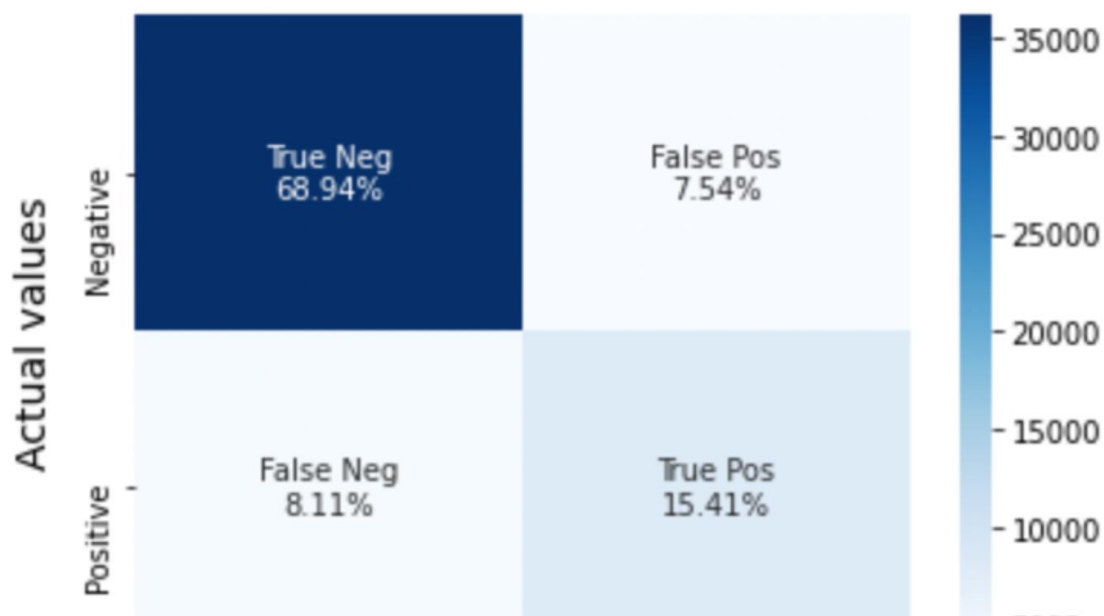 True Neg
68.94%
False Pos
7.54%
False Neg
8.11%
True Pos
15.41%
Actual values
Negative
Positive
35000
30000
25000
20000
15000
10000